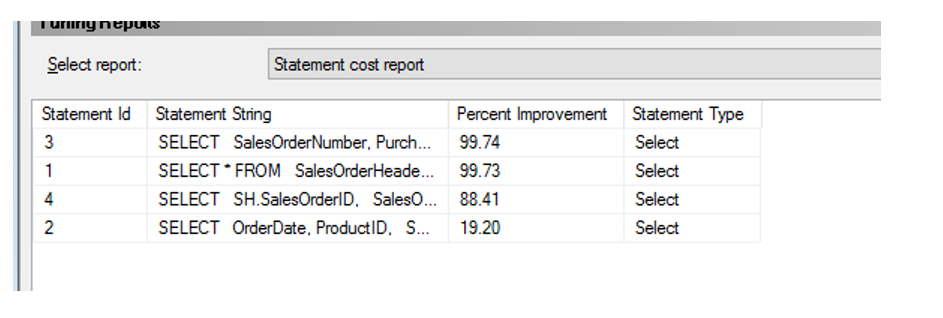 Tuning Reports
Select report: Statement cost report
Statement Id Statement String Percent Improvement Statement Type
3 SELECT SalesOrderNumber, Purch... 99.74 Select
1 SELECT * FROM SalesOrderHeade... 99.73 Select
4 SELECT SH.SalesOrderID, SalesO... 88.41 Select
2 SELECT OrderDate, ProductID, S... 19.20 Select